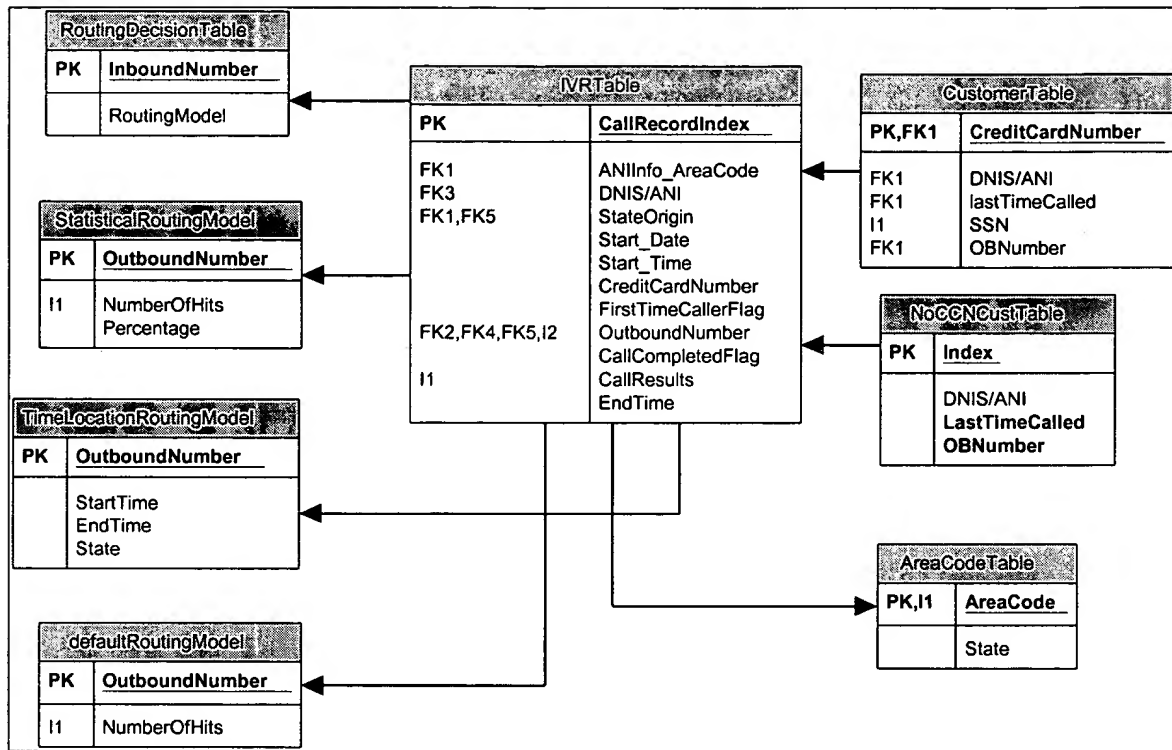 RoutingDecisionTable
PK InboundNumber
RoutingModel
StatisticalRoutingModel
PK OutboundNumber
I1 NumberOfHits
Percentage
TimeLocationRoutingModel
PK OutboundNumber
StartTime
EndTime
State
defaultRoutingModel
PK OutboundNumber
I1 NumberOfHits
IVRTable
PK CallRecordIndex
FK1 ANIInfo_AreaCode
FK3 DNIS/ANI
FK1,FK5 StateOrigin
Start_Date
Start_Time
CreditCardNumber
FirstTimeCallerFlag
FK2,FK4,FK5,I2 OutboundNumber
CallCompletedFlag
I1 CallResults
EndTime
CustomerTable
PK,FK1 CreditCardNumber
FK1 DNIS/ANI
FK1 lastTimeCalled
I1 SSN
FK1 OBNumber
NoCCNCustTable
PK Index
DNIS/ANI
LastTimeCalled
OBNumber
AreaCodeTable
PK,I1 AreaCode
State